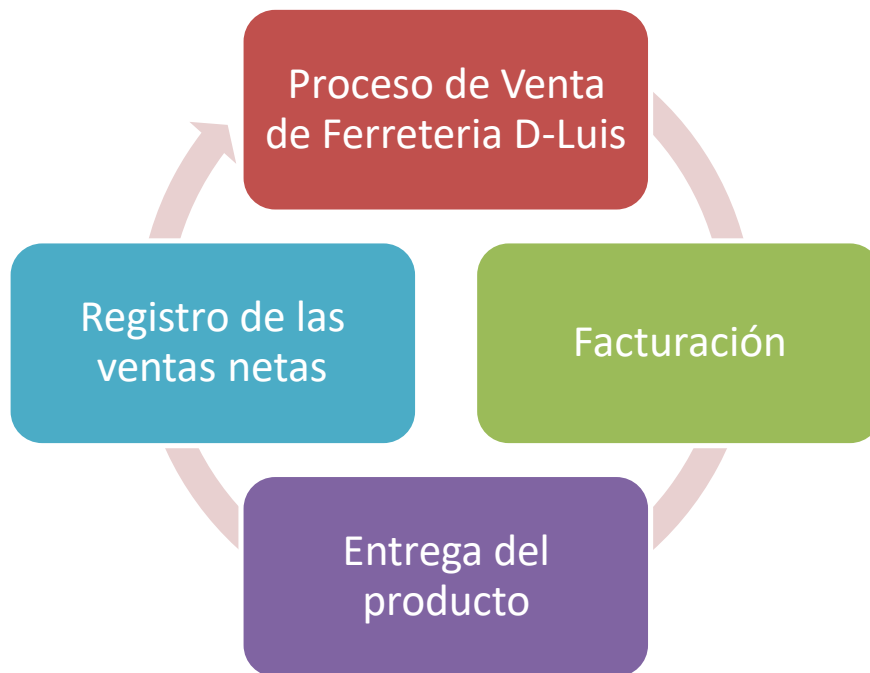 Proceso de Venta
de Ferreteria D-Luis
Facturación
Entrega del
producto
Registro de las
ventas netas